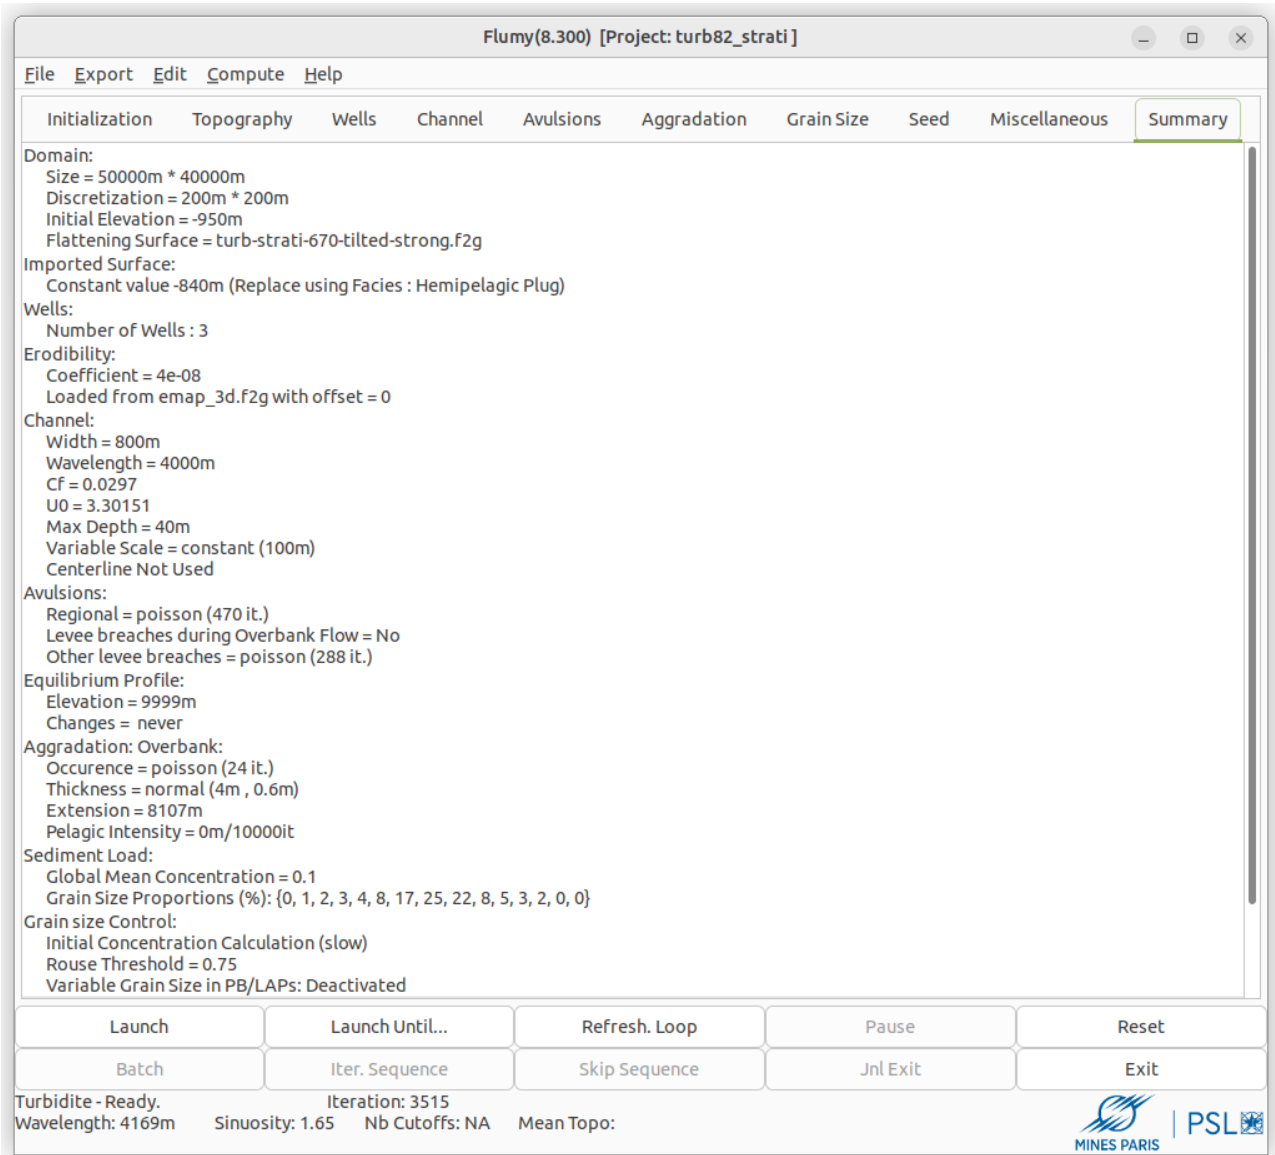 Flumy(8.300)  [Project: turb82_strati ]
File Export Edit Compute Help
Initialization Topography Wells Channel Avulsions Aggradation Grain Size Seed Miscellaneous Summary
Domain:
Size = 50000m * 40000m
Discretization = 200m * 200m
Initial Elevation = -950m
Flattening Surface = turb-strati-670-tilted-strong.f2g
Imported Surface:
Constant value -840m (Replace using Facies : Hemipelagic Plug)
Wells:
Number of Wells : 3
Erodibility:
Coefficient = 4e-08
Loaded from emap_3d.f2g with offset = 0
Channel:
Width = 800m
Wavelength = 4000m
Cf = 0.0297
U0 = 3.30151
Max Depth = 40m
Variable Scale = constant (100m)
Centerline Not Used
Avulsions:
Regional = poisson (470 it.)
Levee breaches during Overbank Flow = No
Other levee breaches = poisson (288 it.)
Equilibrium Profile:
Elevation = 9999m
Changes =  never
Aggradation: Overbank:
Occurence = poisson (24 it.)
Thickness = normal (4m , 0.6m)
Extension = 8107m
Pelagic Intensity = 0m/10000it
Sediment Load:
Global Mean Concentration = 0.1
Grain Size Proportions (%): {0, 1, 2, 3, 4, 8, 17, 25, 22, 8, 5, 3, 2, 0, 0}
Grain size Control:
Initial Concentration Calculation (slow)
Rouse Threshold = 0.75
Variable Grain Size in PB/LAPs: Deactivated
Launch Launch Until... Refresh. Loop Pause Reset
Batch Iter. Sequence Skip Sequence Jnl Exit Exit
Turbidite - Ready. Iteration: 3515
Wavelength: 4169m Sinuosity: 1.65 Nb Cutoffs: NA Mean Topo:
MINES PARIS | PSL